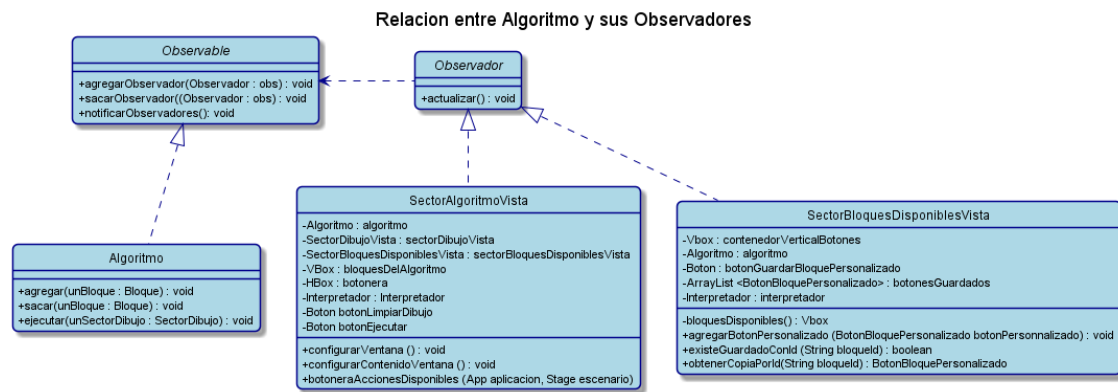 Relacion entre Algoritmo y sus Observadores
Observable
+agregarObservador(Observador : obs) : void
+sacarObservador((Observador : obs) : void
+notificarObservadores(): void
Observador
+actualizar() : void
Algoritmo
+agregar(unBloque : Bloque) : void
+sacar(unBloque : Bloque) : void
+ejecutar(unSectorDibujo : SectorDibujo) : void
SectorAlgoritmoVista
-Algoritmo : algoritmo
-SectorDibujoVista : sectorDibujoVista
-SectorBloquesDisponiblesVista : sectorBloquesDisponiblesVista
-VBox : bloquesDelAlgoritmo
-HBox : botonera
-Interpretador : Interpretador
-Boton botonLimpiarDibujo
-Boton botonEjecutar
+configurarVentana () : void
+configurarContenidoVentana () : void
+botoneraAccionesDisponibles (App aplicacion, Stage escenario)
SectorBloquesDisponiblesVista
-Vbox : contenedorVerticalBotones
-Algoritmo : algoritmo
-Boton : botonGuardarBloquePersonalizado
-ArrayList <BotonBloquePersonalizado> : botonesGuardados
-Interpretador : interpretador
-bloquesDisponibles() : Vbox
+agregarBotonPersonalizado (BotonBloquePersonalizado botonPersonnalizado) : void
+existeGuardadoConId (String bloqueId) : boolean
+obtenerCopiaPorId(String bloqueId) : BotonBloquePersonalizado